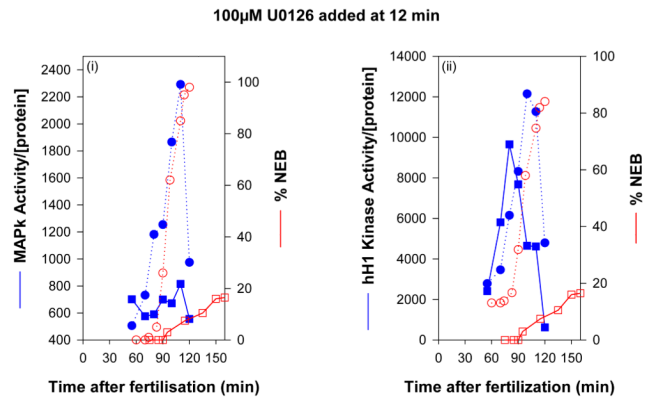 100µM U0126 added at 12 min
(i)
MAPk Activity/[protein]
2400
2200
2000
1800
1600
1400
1200
1000
800
600
400
100
80
60
40
20
0
% NEB
0 30 60 90 120 150
Time after fertilisation (min)
(ii)
hH1 Kinase Activity/[protein]
14000
12000
10000
8000
6000
4000
2000
0
100
80
60
40
20
0
% NEB
0 30 60 90 120 150
Time after fertilization (min)